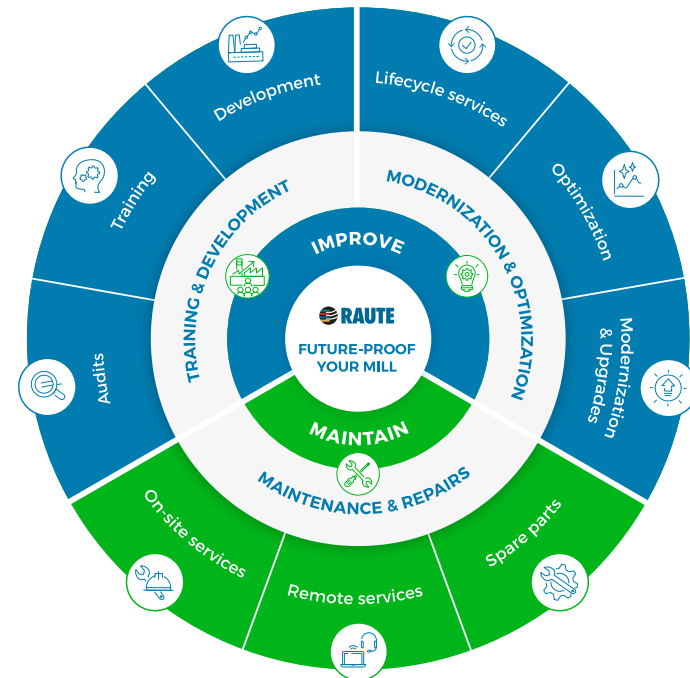 Development
Lifecycle services
Training
Optimization
Audits
Modernization
& Upgrades
On-site services
Remote services
Spare parts
TRAINING & DEVELOPMENT
MODERNIZATION & OPTIMIZATION
MAINTENANCE & REPAIRS
IMPROVE
RAUTE
FUTURE-PROOF
YOUR MILL
MAINTAIN